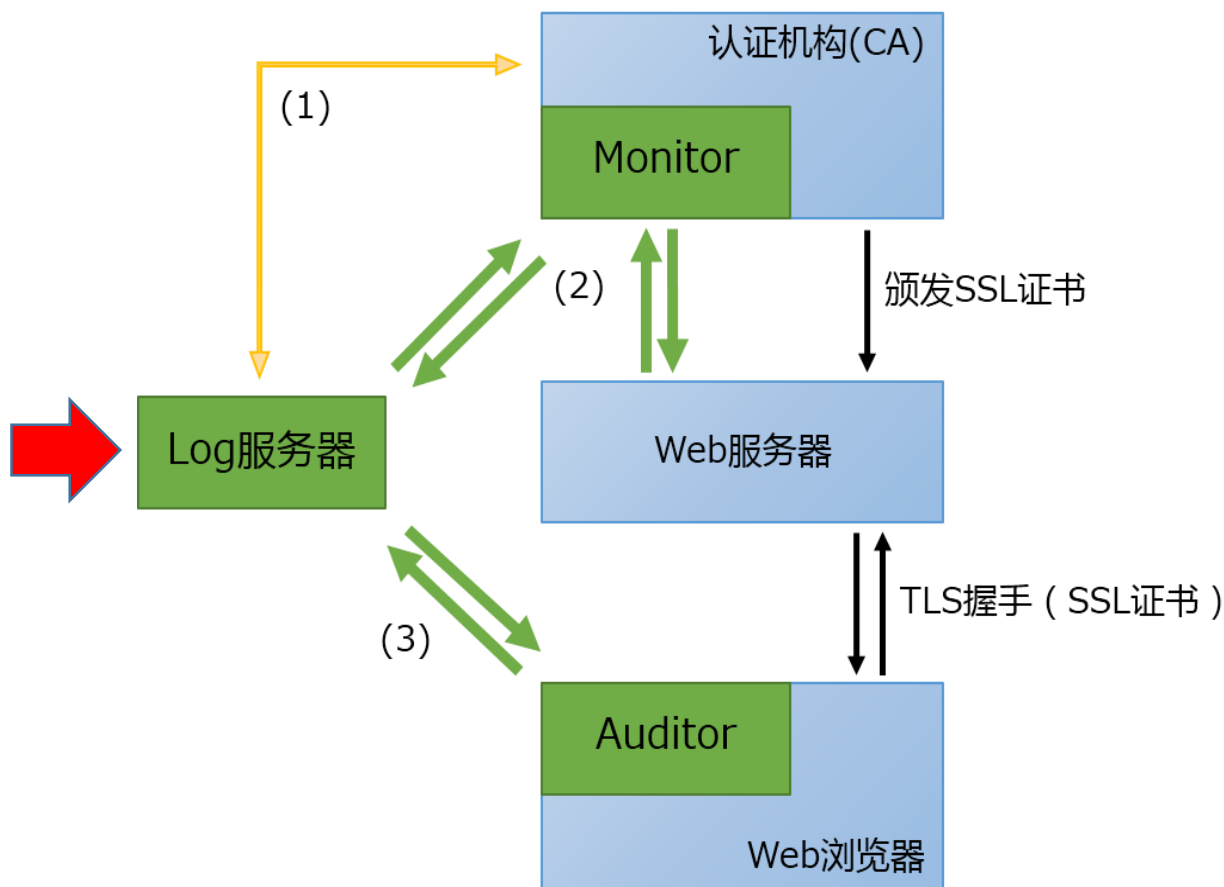 认证机构(CA)
(1)
Monitor
(2)
颁发SSL证书
Log服务器
Web服务器
TLS握手（SSL证书）
(3)
Auditor
Web浏览器